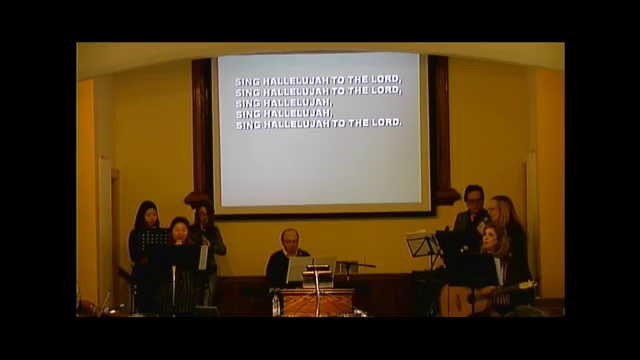 SING HALLELUJAH TO THE LORD,
SING HALLELUJAH TO THE LORD,
SING HALLELUJAH,
SING HALLELUJAH,
SING HALLELUJAH TO THE LORD.